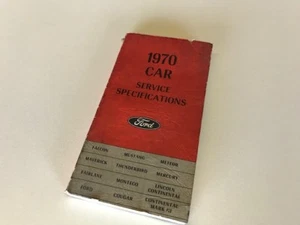 1970
CAR
SERVICE
SPECIFICATIONS
Ford
FALCON MUSTANG METEOR
MAVERICK THUNDERBIRD MERCURY
FAIRLANE MONTEGO LINCOLN
CONTINENTAL
FORD COUGAR CONTINENTAL
MARK III